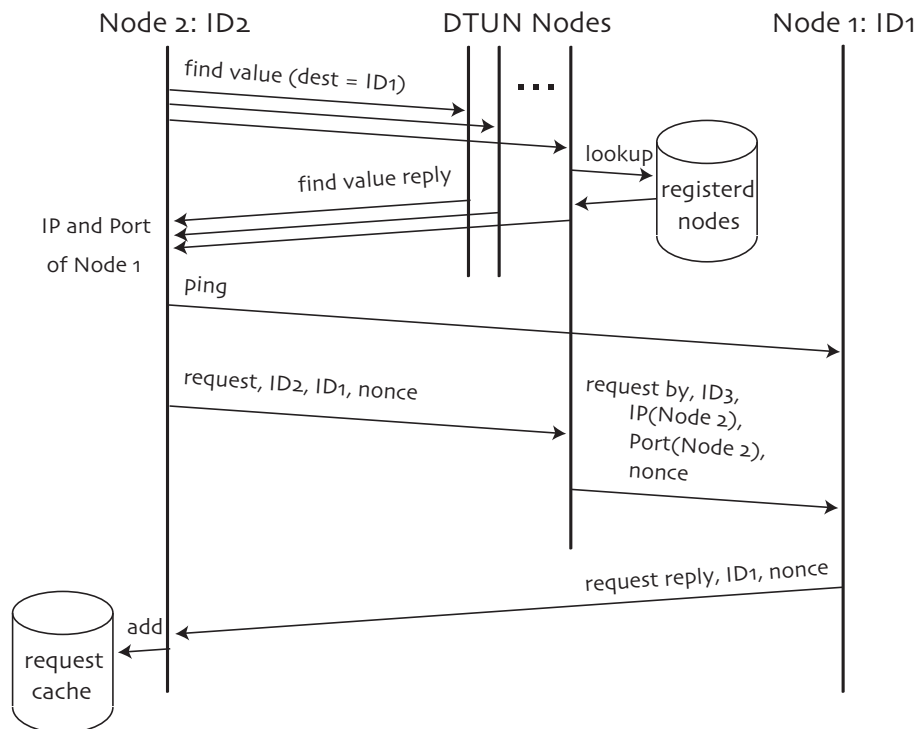 Node 2: ID2
DTUN Nodes
Node 1: ID1
find value (dest = ID1)
...
lookup
registerd
nodes
find value reply
IP and Port
of Node 1
ping
request, ID2, ID1, nonce
request by, ID3,
IP(Node 2),
Port(Node 2),
nonce
request reply, ID1, nonce
add
request
cache